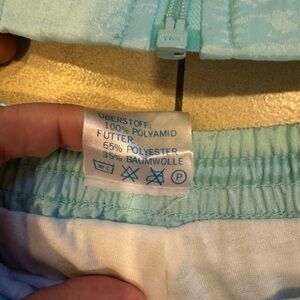 OBERSTOFF:
100% POLYAMID
FUTTER:
65% POLYESTER
35% BAUMWOLLE
P